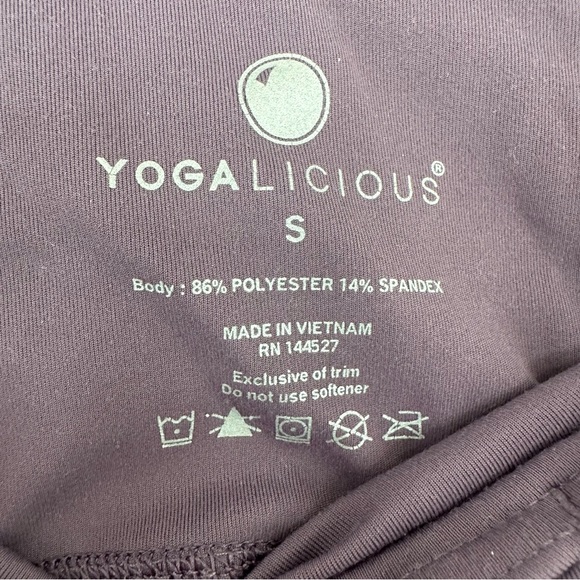 YOGALICIOUS®
S
Body : 86% POLYESTER 14% SPANDEX
MADE IN VIETNAM
RN 144527
Exclusive of trim
Do not use softener